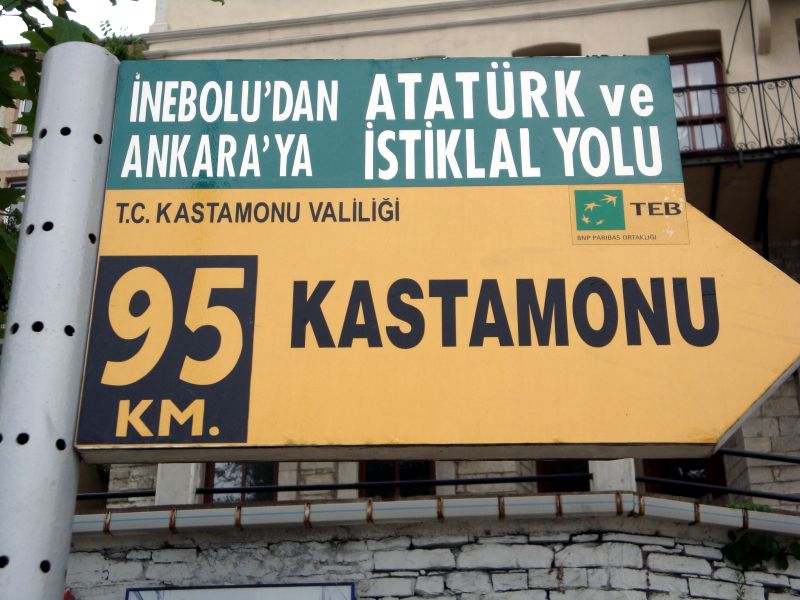 İNEBOLU'DAN ATATÜRK ve
ANKARA'YA İSTİKLAL YOLU
T.C. KASTAMONU VALİLİĞİ
TEB
BNP PARIBAS ORTAKLIĞI
95 KASTAMONU
KM.